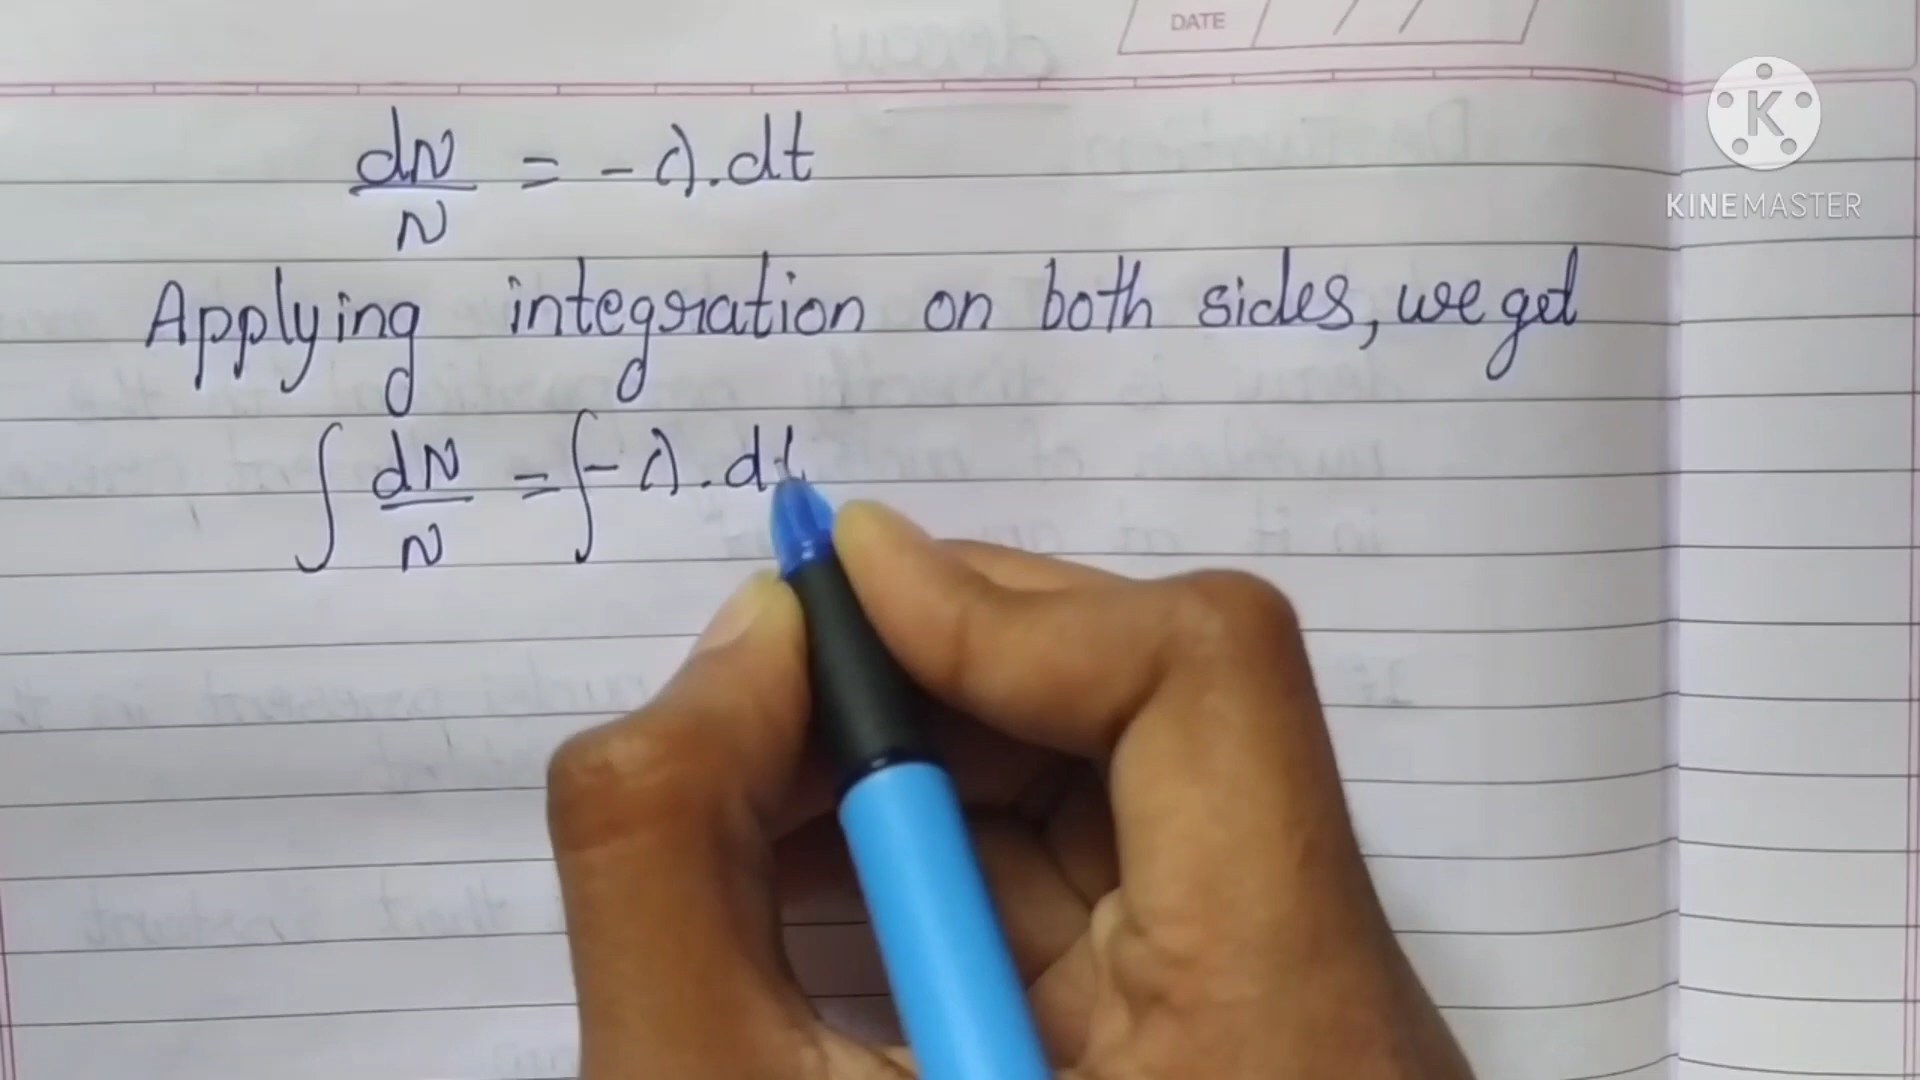 DATE / /
K
KINEMASTER
dN/N = - λ.dt
Applying integration on both sides, we get
∫ dN/N = ∫ - λ.dt